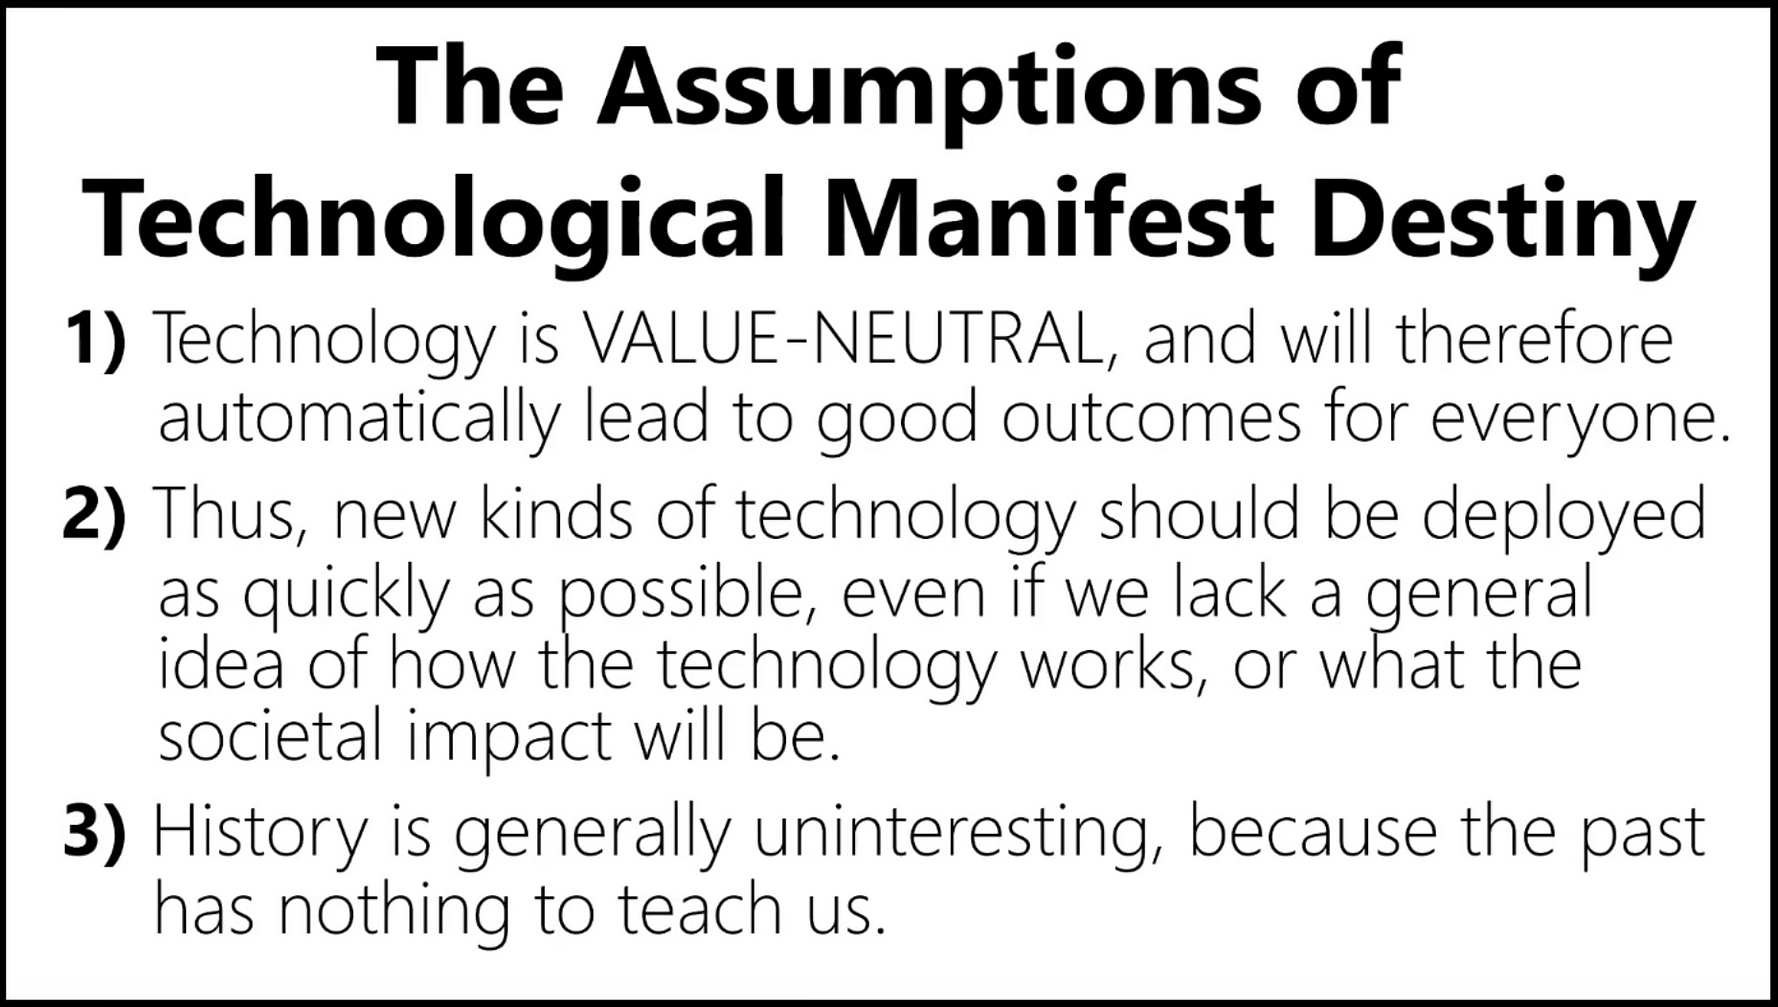 The Assumptions of
Technological Manifest Destiny
1) Technology is VALUE-NEUTRAL, and will therefore
automatically lead to good outcomes for everyone.
2) Thus, new kinds of technology should be deployed
as quickly as possible, even if we lack a general
idea of how the technology works, or what the
societal impact will be.
3) History is generally uninteresting, because the past
has nothing to teach us.